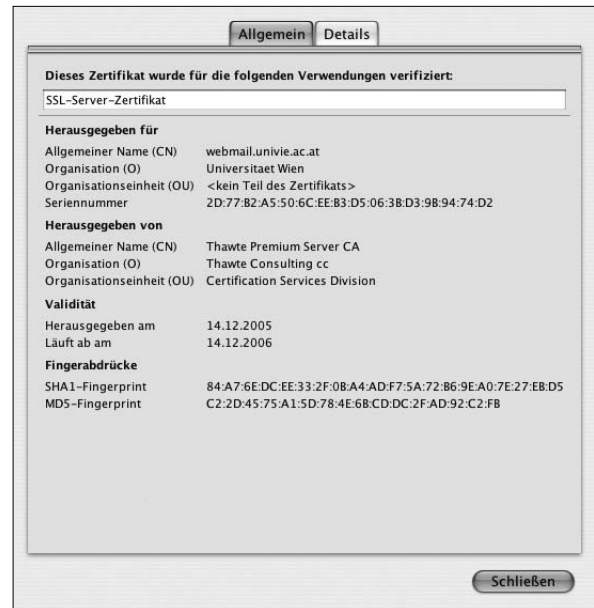 Allgemein Details
Dieses Zertifikat wurde für die folgenden Verwendungen verifiziert:
SSL-Server-Zertifikat
Herausgegeben für
Allgemeiner Name (CN) webmail.univie.ac.at
Organisation (O) Universitaet Wien
Organisationseinheit (OU) <kein Teil des Zertifikats>
Seriennummer 2D:77:B2:A5:50:6C:EE:B3:D5:06:3B:D3:9B:94:74:D2
Herausgegeben von
Allgemeiner Name (CN) Thawte Premium Server CA
Organisation (O) Thawte Consulting cc
Organisationseinheit (OU) Certification Services Division
Validität
Herausgegeben am 14.12.2005
Läuft ab am 14.12.2006
Fingerabdrücke
SHA1-Fingerprint 84:A7:6E:DC:EE:33:2F:0B:A4:AD:F7:5A:72:B6:9E:A0:7E:27:EB:D5
MD5-Fingerprint C2:2D:45:75:A1:5D:78:4E:6B:CD:DC:2F:AD:92:C2:FB
Schließen